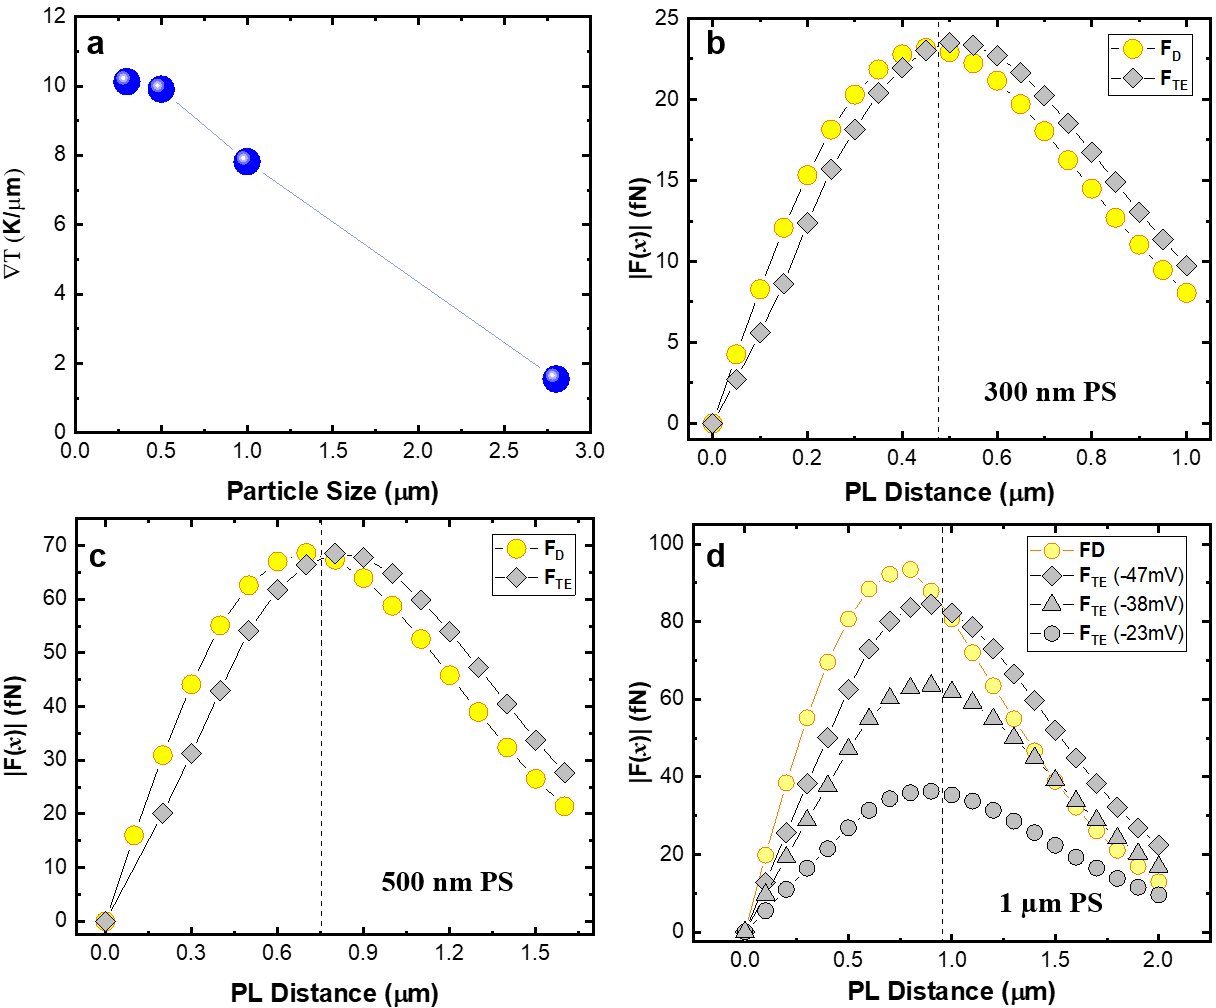 a
12
10
8
6
4
2
0
0.0 0.5 1.0 1.5 2.0 2.5 3.0
∇T (K/μm)
Particle Size (μm)
b
25
20
15
10
5
0
0.0 0.2 0.4 0.6 0.8 1.0
|F(x)| (fN)
PL Distance (μm)
F_D
F_TE
300 nm PS
c
70
60
50
40
30
20
10
0
0.0 0.3 0.6 0.9 1.2 1.5
|F(x)| (fN)
PL Distance (μm)
F_D
F_TE
500 nm PS
d
100
80
60
40
20
0
0.0 0.5 1.0 1.5 2.0
|F(x)| (fN)
PL Distance (μm)
FD
F_TE (-47mV)
F_TE (-38mV)
F_TE (-23mV)
1 μm PS